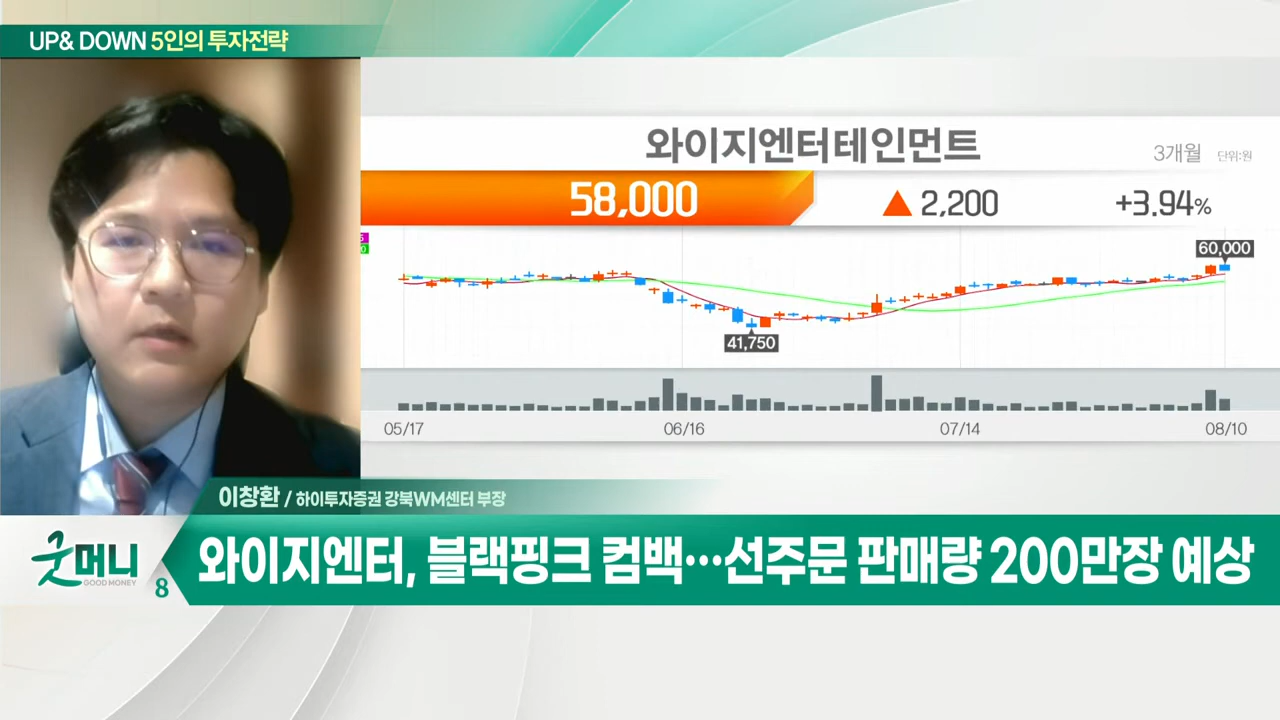 UP& DOWN 5인의 투자전략
와이지엔터테인먼트
3개월 단위:원
58,000 ▲ 2,200 +3.94%
60,000
41,750
05/17 06/16 07/14 08/10
이창환 / 하이투자증권 강북WM센터 부장
굿머니
GOOD MONEY
8
와이지엔터, 블랙핑크 컴백…선주문 판매량 200만장 예상